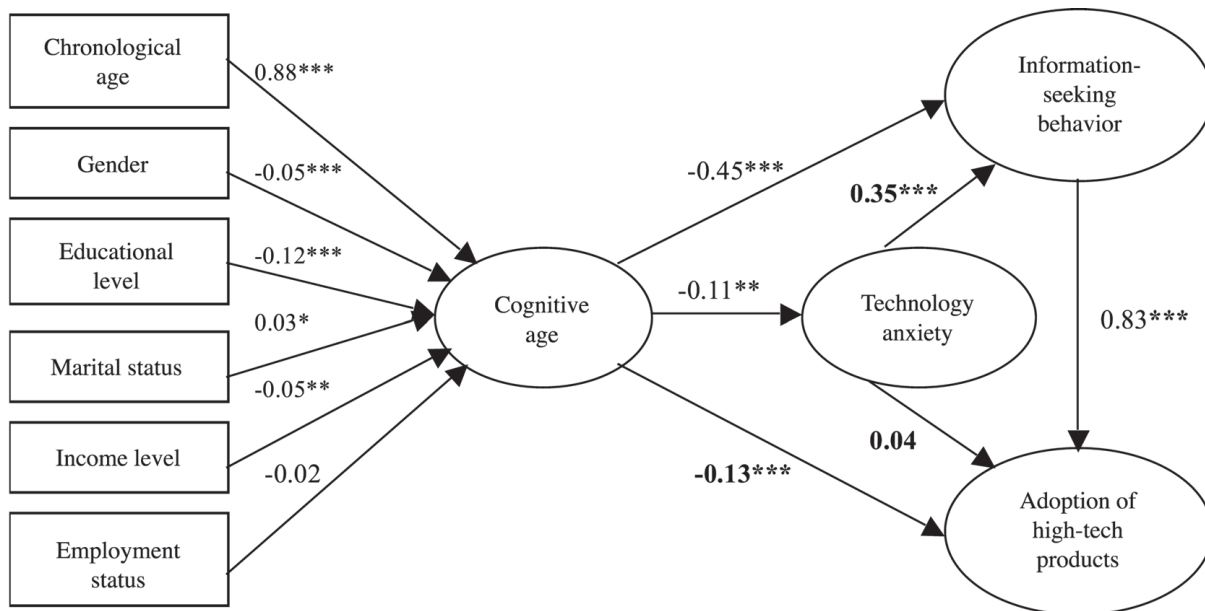 Chronological
age
Gender
Educational
level
Marital status
Income level
Employment
status
0.88***
-0.05***
-0.12***
0.03*
-0.05**
-0.02
Cognitive
age
-0.45***
0.35***
-0.11**
0.04
-0.13***
Technology
anxiety
Information-
seeking
behavior
0.83***
Adoption of
high-tech
products